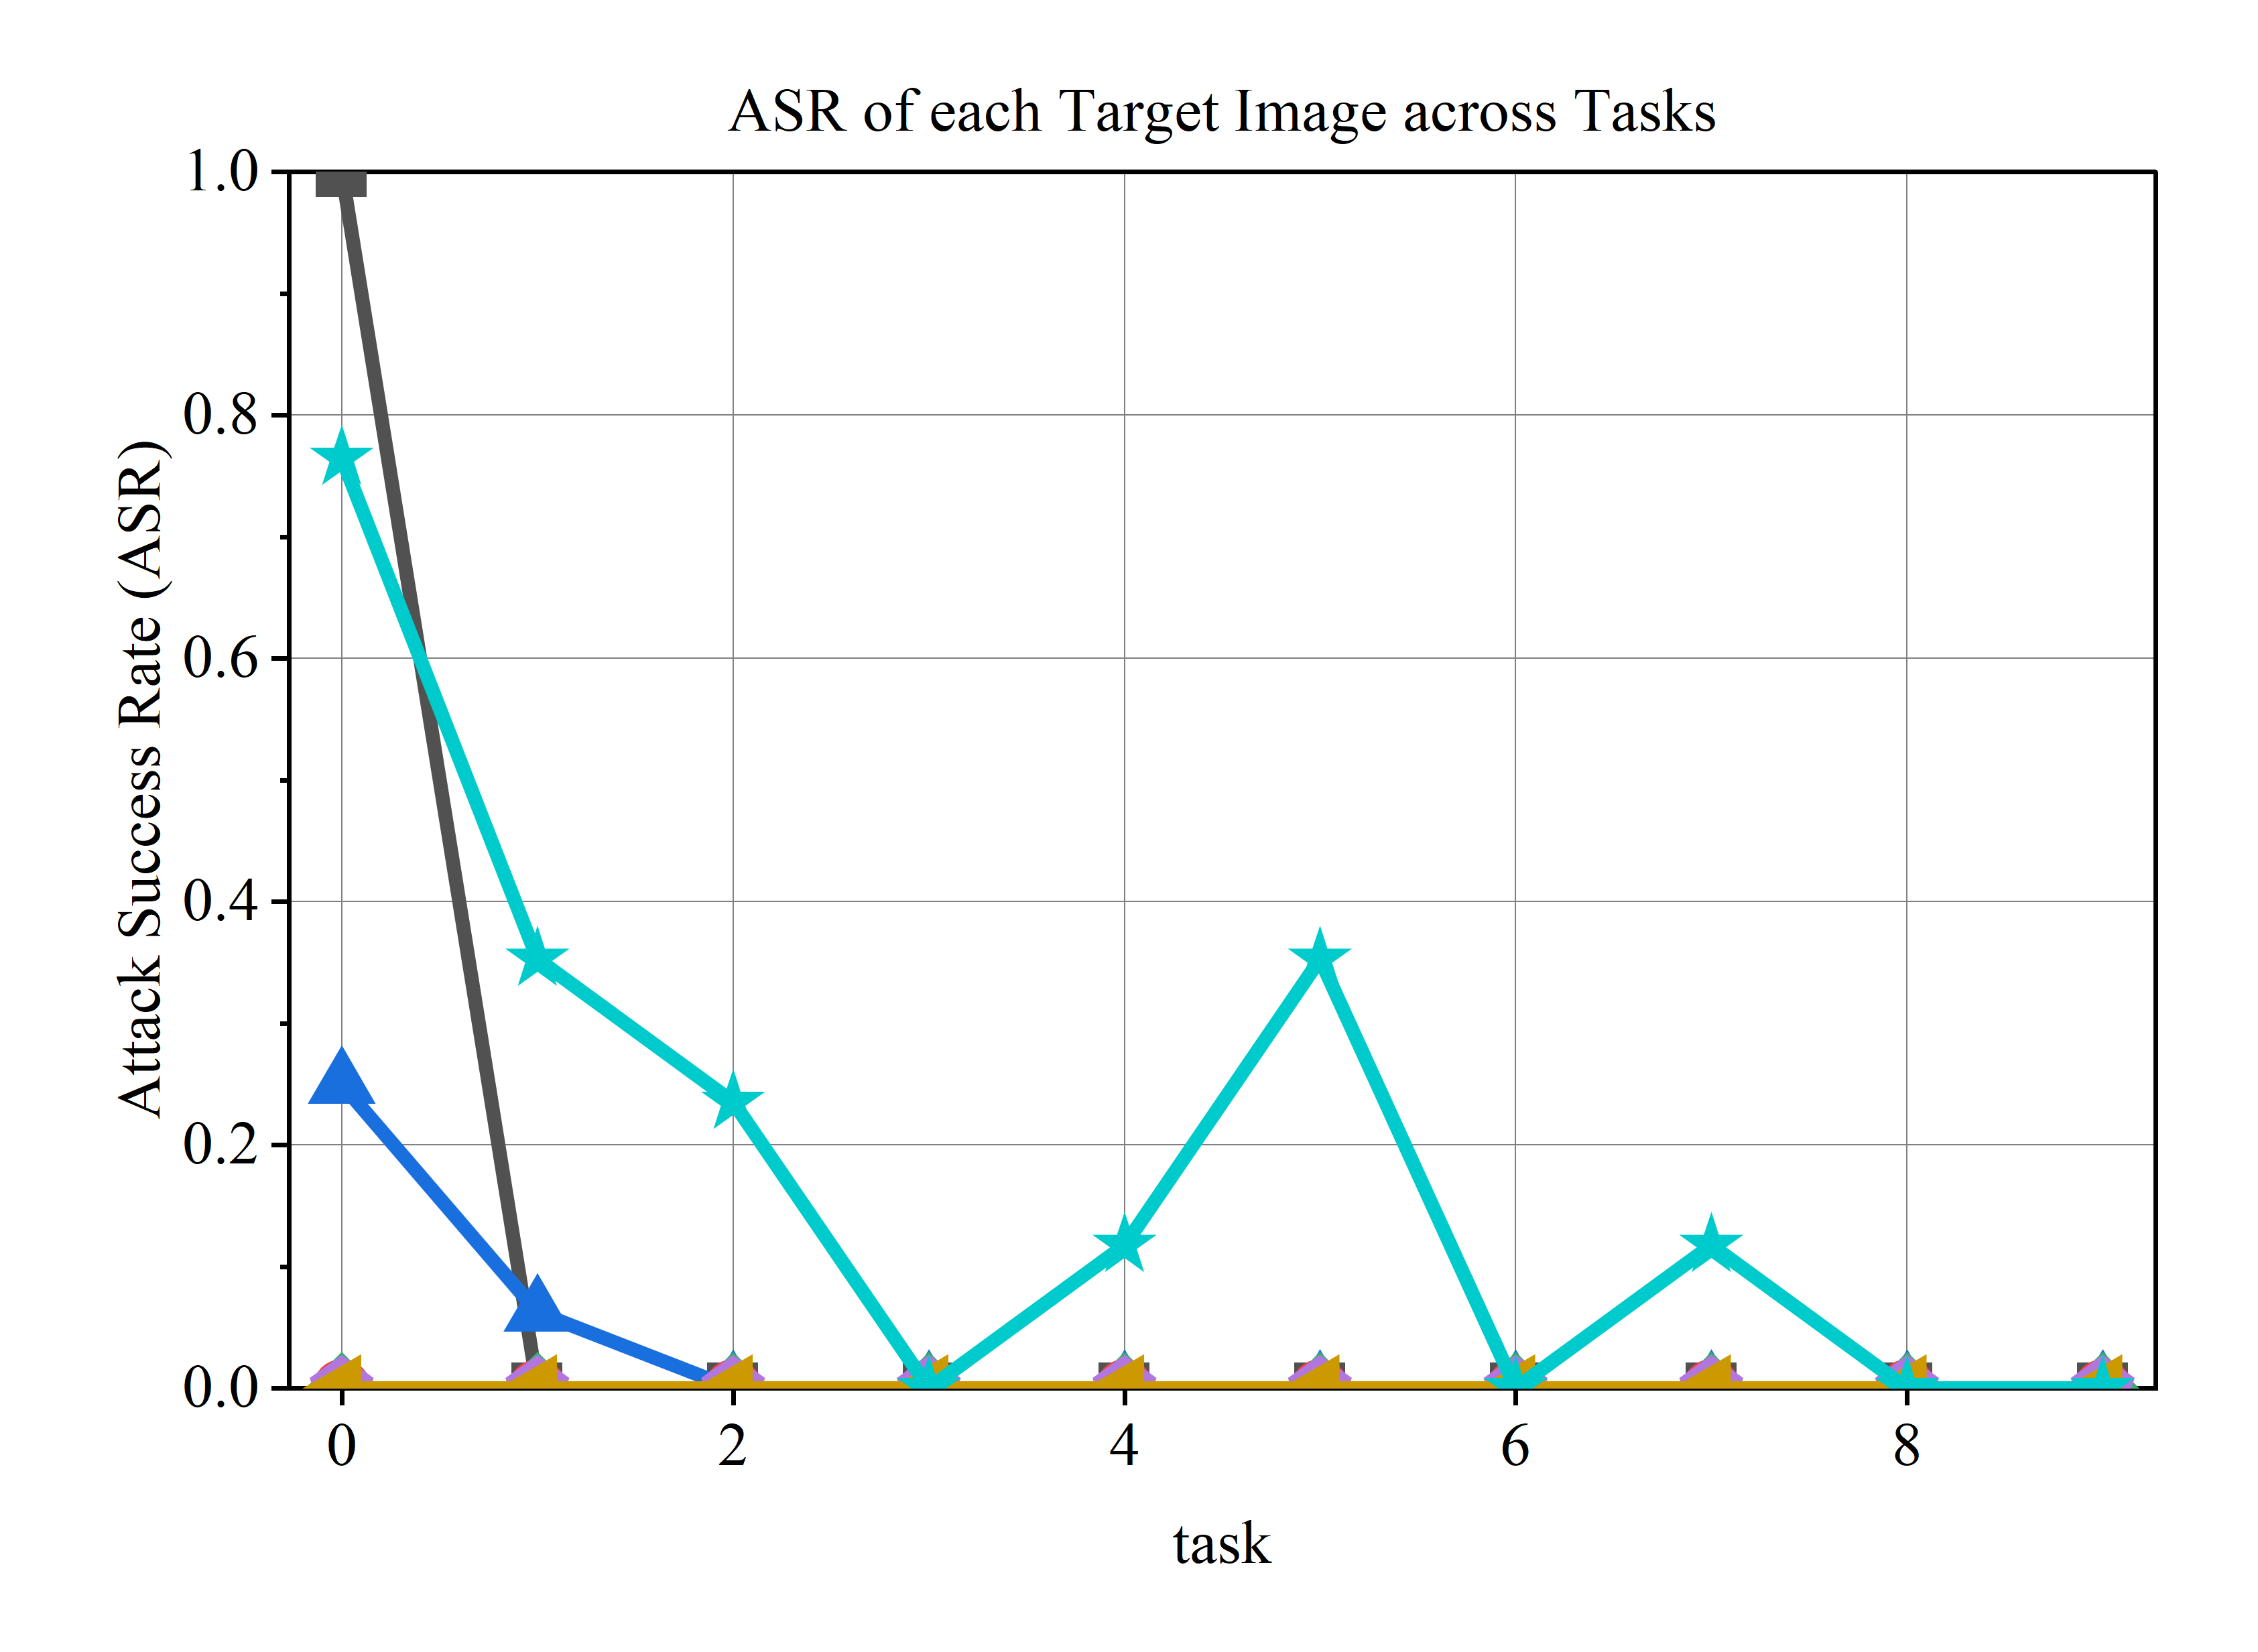 ASR of each Target Image across Tasks
Attack Success Rate (ASR)
1.0
0.8
0.6
0.4
0.2
0.0
0 2 4 6 8
task